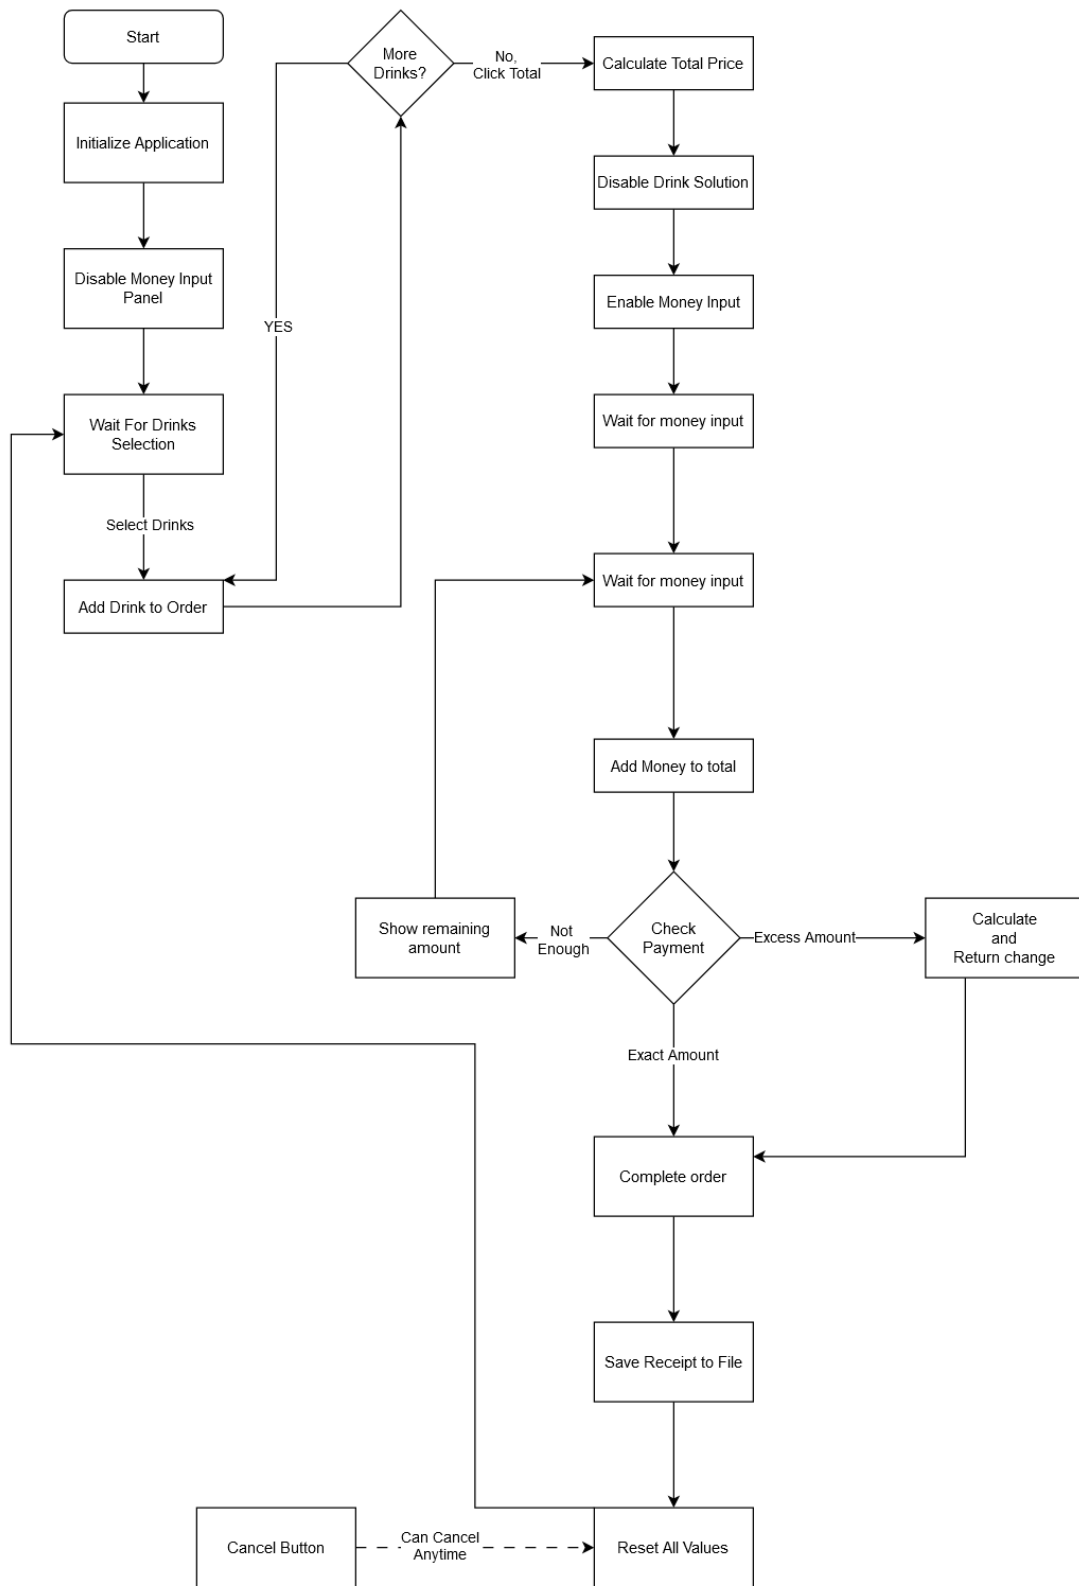 Start
Initialize Application
Disable Money Input
Panel
Wait For Drinks
Selection
Select Drinks
Add Drink to Order
YES
More
Drinks?
No,
Click Total
Calculate Total Price
Disable Drink Solution
Enable Money Input
Wait for money input
Wait for money input
Add Money to total
Check
Payment
Not
Enough
Show remaining
amount
Excess Amount
Calculate
and
Return change
Exact Amount
Complete order
Save Receipt to File
Reset All Values
Can Cancel
Anytime
Cancel Button